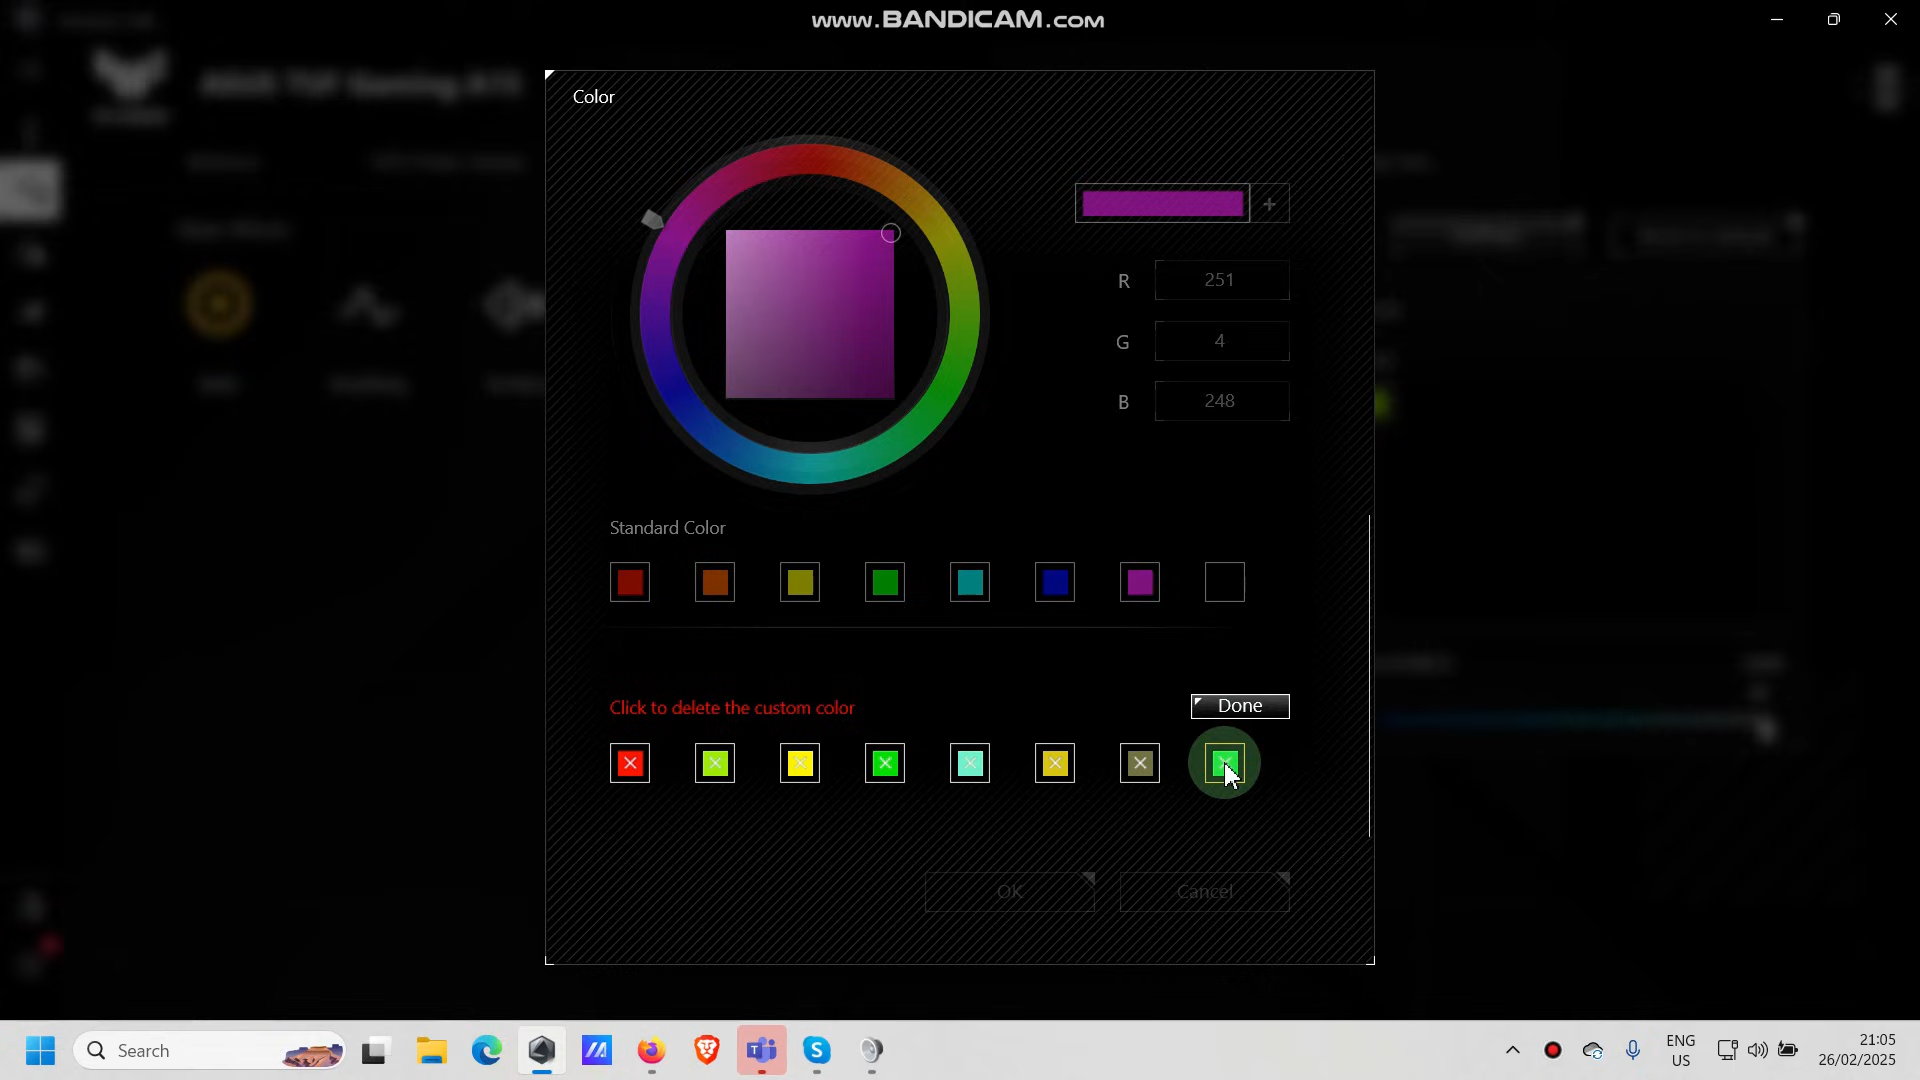 www.BANDICAM.com
Color
R 251
G 4
B 248
Standard Color
Click to delete the custom color
Done
OK
Cancel
Search
ENG
US
21:05
26/02/2025